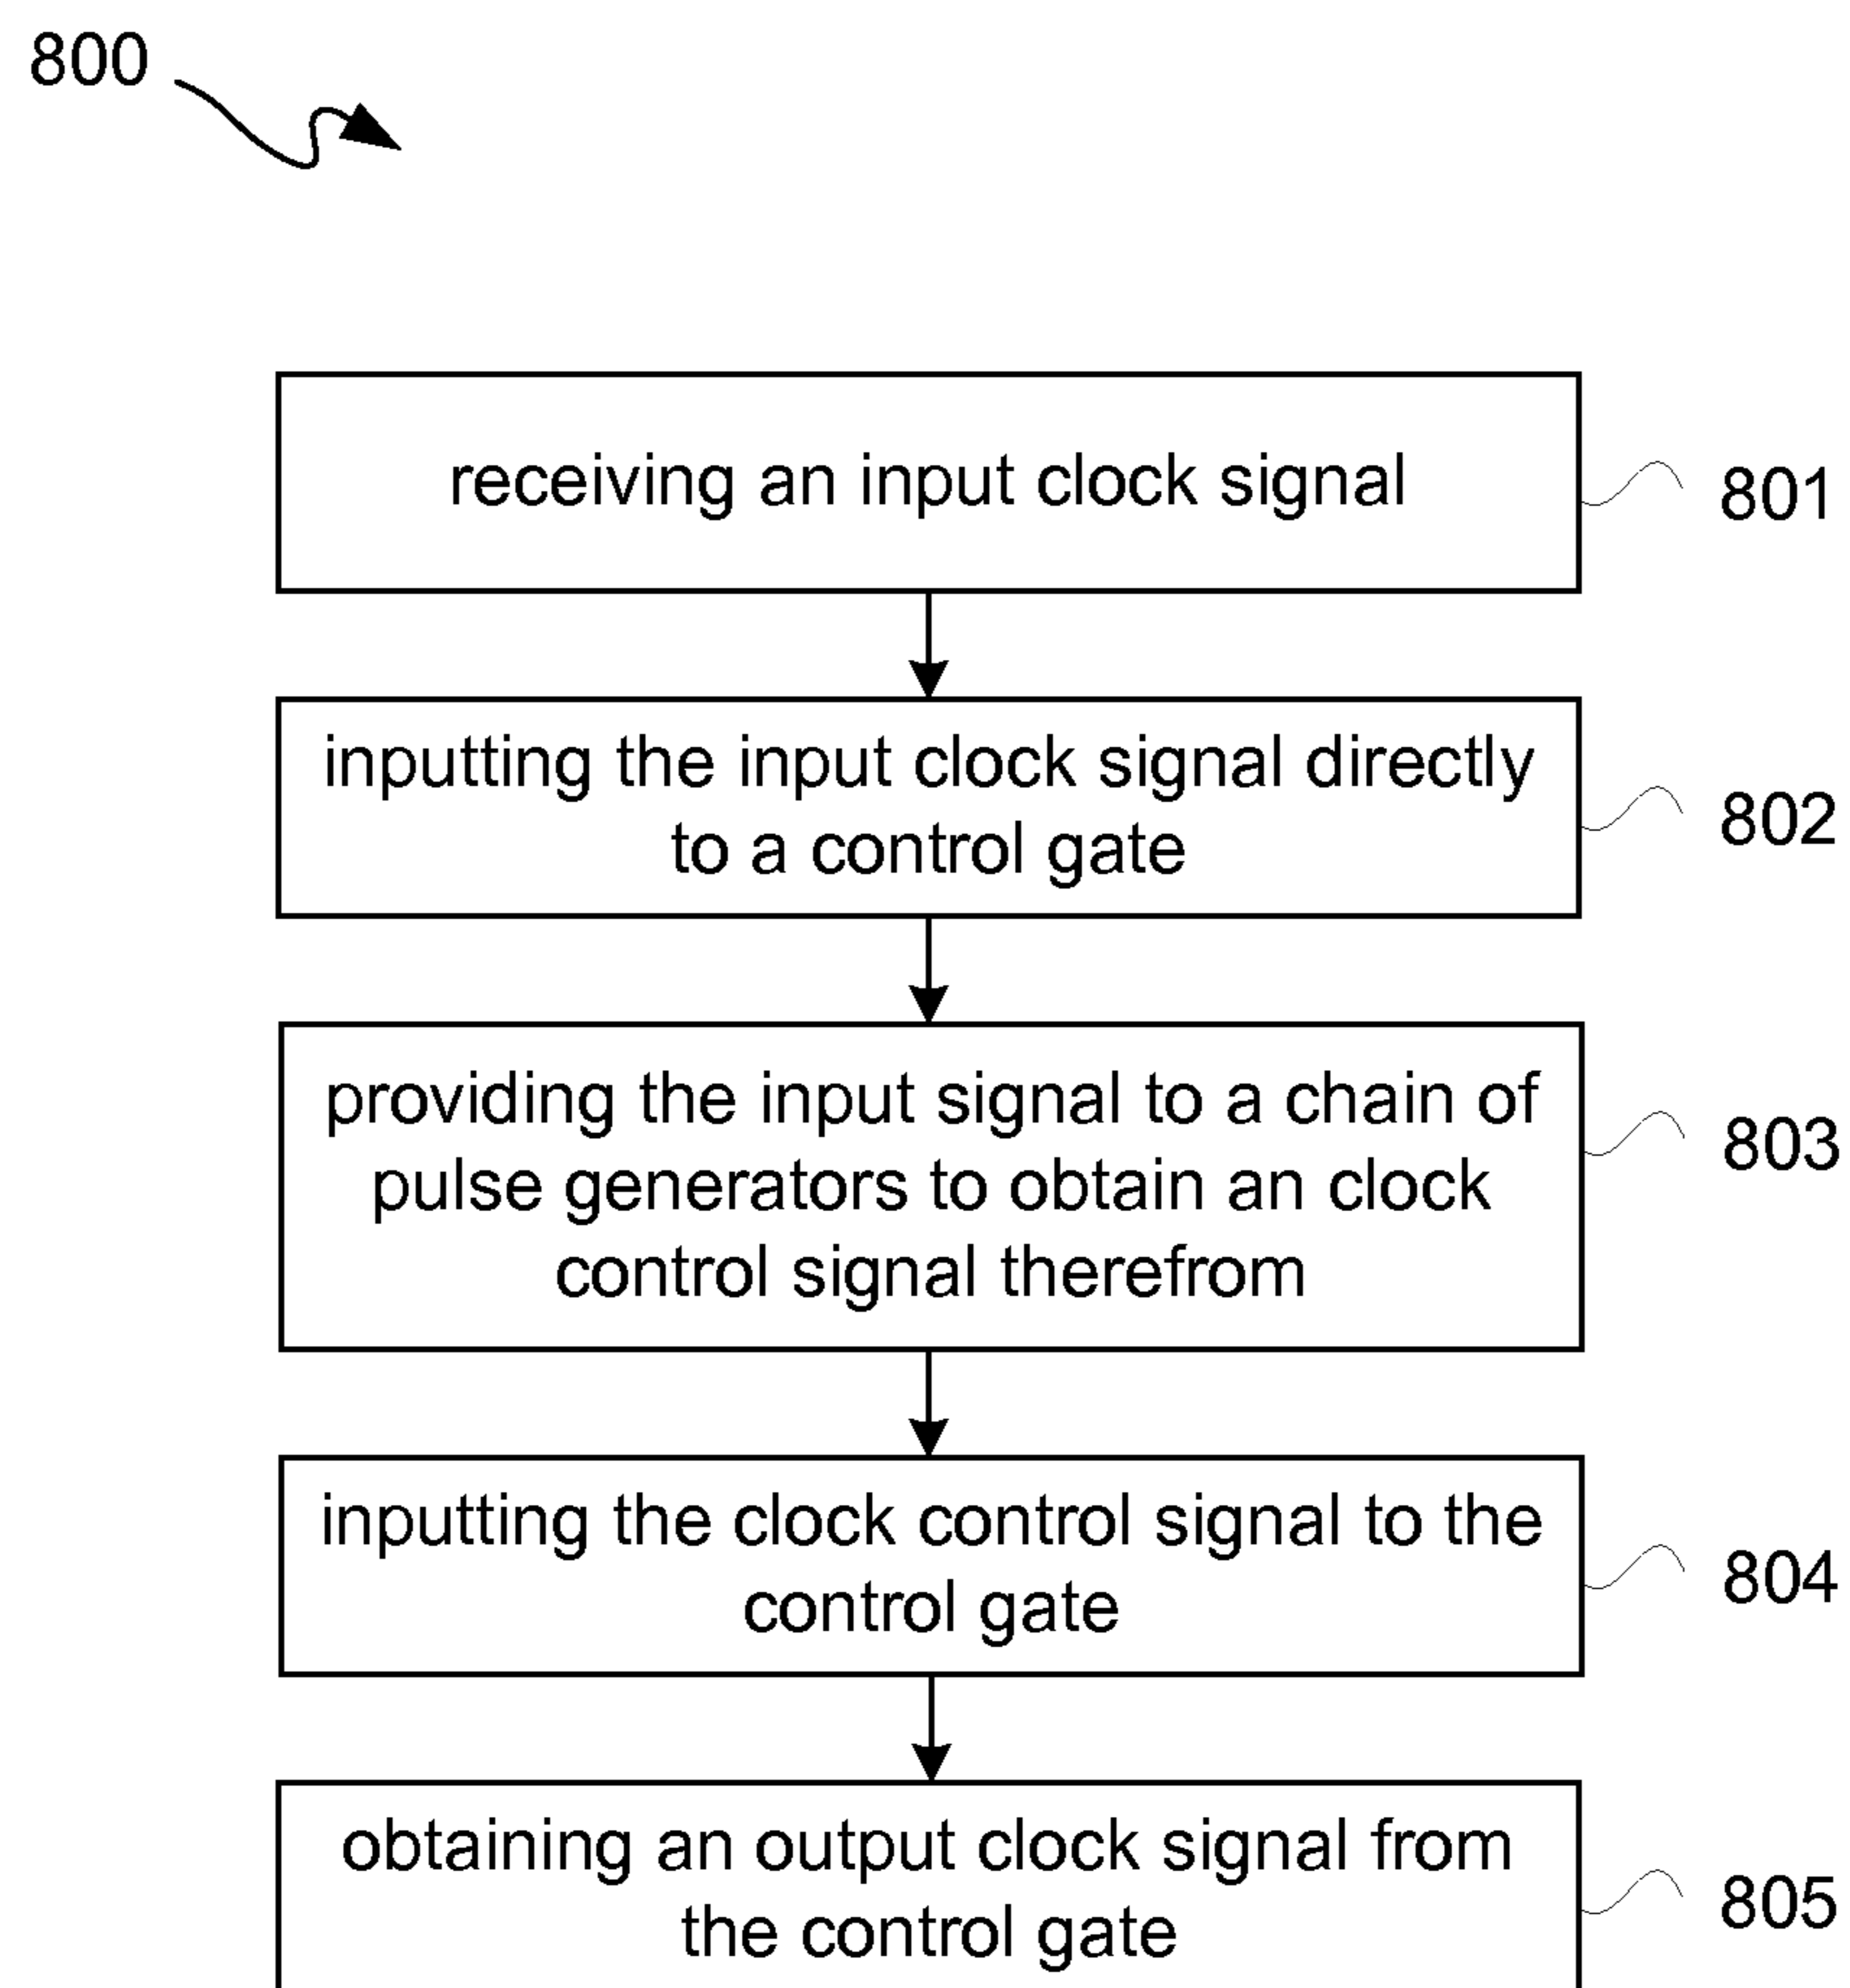 800
receiving an input clock signal
801
inputting the input clock signal directly
to a control gate
802
providing the input signal to a chain of
pulse generators to obtain an clock
control signal therefrom
803
inputting the clock control signal to the
control gate
804
obtaining an output clock signal from
the control gate
805